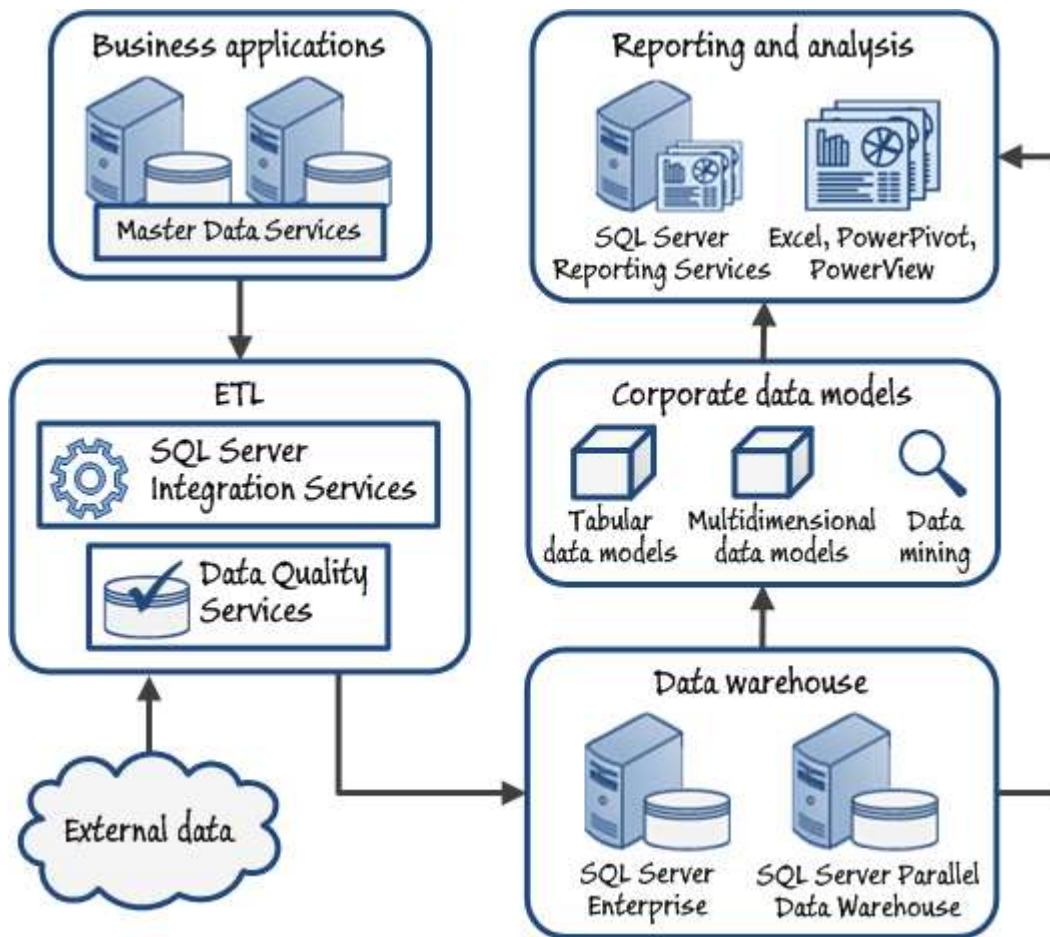 Business applications
Master Data Services
ETL
SQL Server
Integration Services
Data Quality
Services
External data
Reporting and analysis
SQL Server
Reporting Services
Excel, PowerPivot,
PowerView
Corporate data models
Tabular
data models
Multidimensional
data models
Data
mining
Data warehouse
SQL Server
Enterprise
SQL Server Parallel
Data Warehouse